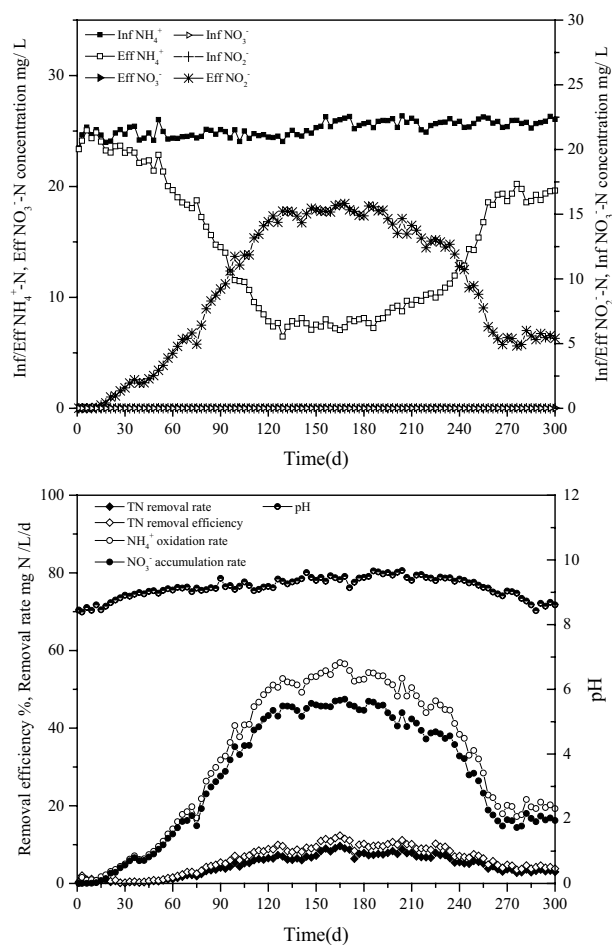 Inf NH₄⁺ Inf NO₃⁻
Eff NH₄⁺ Inf NO₂⁻
Eff NO₃⁻ Eff NO₂⁻
Inf/Eff NH₄⁺-N, Eff NO₃⁻-N concentration mg/ L
30
20
10
0
30
25
20
15
10
5
0
Inf/Eff NO₂⁻-N, Inf NO₃⁻-N concentration mg/ L
0 30 60 90 120 150 180 210 240 270 300
Time(d)
TN removal rate pH
TN removal efficiency
NH₄⁺ oxidation rate
NO₃⁻ accumulation rate
Removal efficiency %, Removal rate mg N /L/d
100
80
60
40
20
0
12
10
8
6
4
2
0
pH
0 30 60 90 120 150 180 210 240 270 300
Time(d)